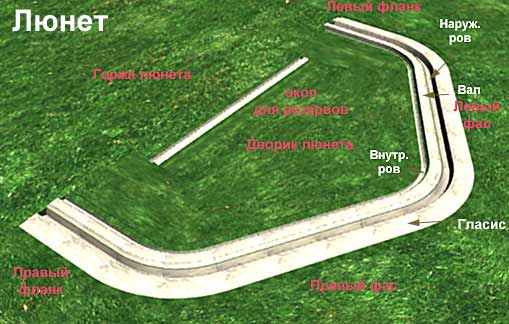 Люнет
Левый фланг
Наруж.
ров
Горжа люнета
окоп
для резервов
Вал
Левый
фас
Дворик люнета
Внутр.
ров
Гласис
Правый
фланк
Правый фас